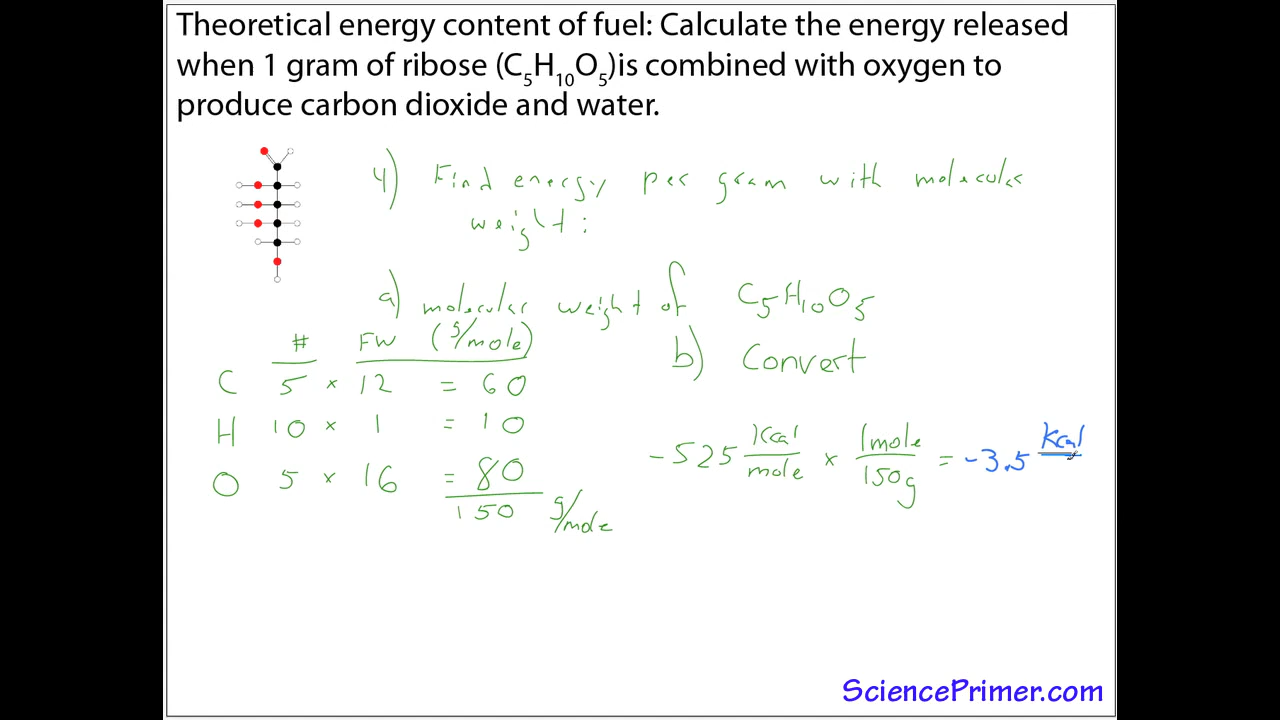 Theoretical energy content of fuel: Calculate the energy released
when 1 gram of ribose (C5H10O5)is combined with oxygen to
produce carbon dioxide and water.
4) Find energy per gram with molecular
weight:
a) molecular weight of C5H10O5
# FW (g/mole)
b) Convert
C 5 × 12 = 60
H 10 × 1 = 10
O 5 × 16 = 80
150 g/mole
-525 kcal/mole × 1mole/150g = -3.5 kcal
SciencePrimer.com